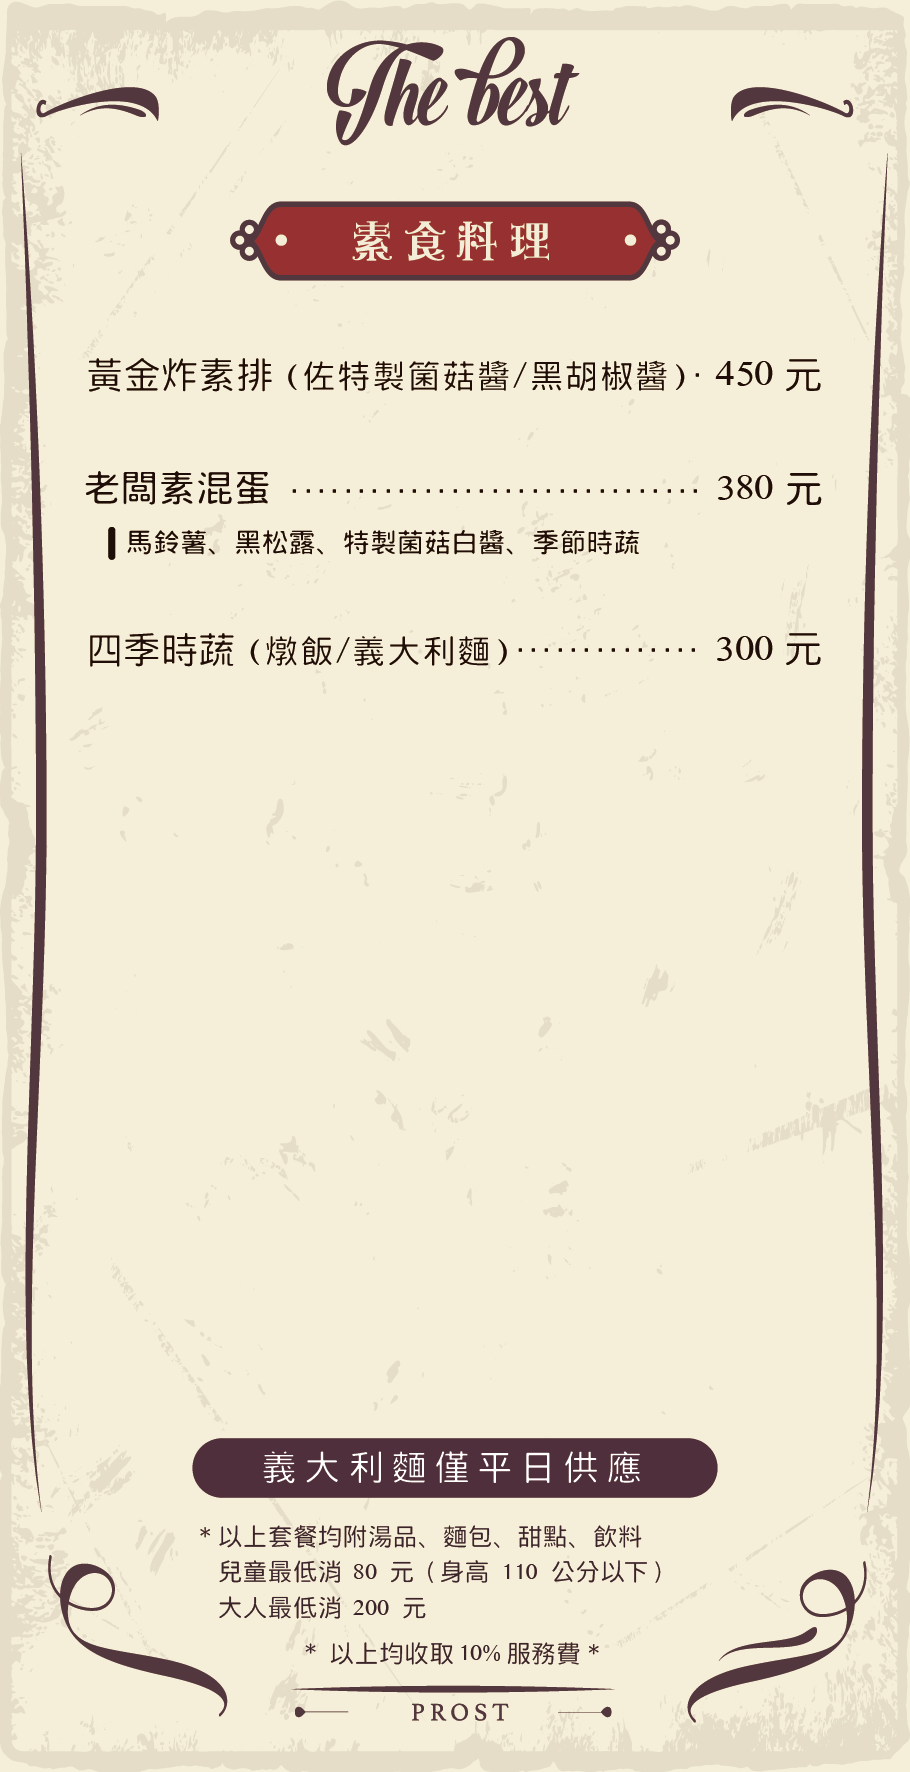 The best
素食料理
黃金炸素排 (佐特製菌菇醬/黑胡椒醬)· 450 元
老闆素混蛋 ······························· 380 元
馬鈴薯、黑松露、特製菌菇白醬、季節時蔬
四季時蔬 (燉飯/義大利麵)·············· 300 元
義大利麵僅平日供應
* 以上套餐均附湯品、麵包、甜點、飲料
兒童最低消 80 元 (身高 110 公分以下)
大人最低消 200 元
* 以上均收取 10% 服務費 *
PROST